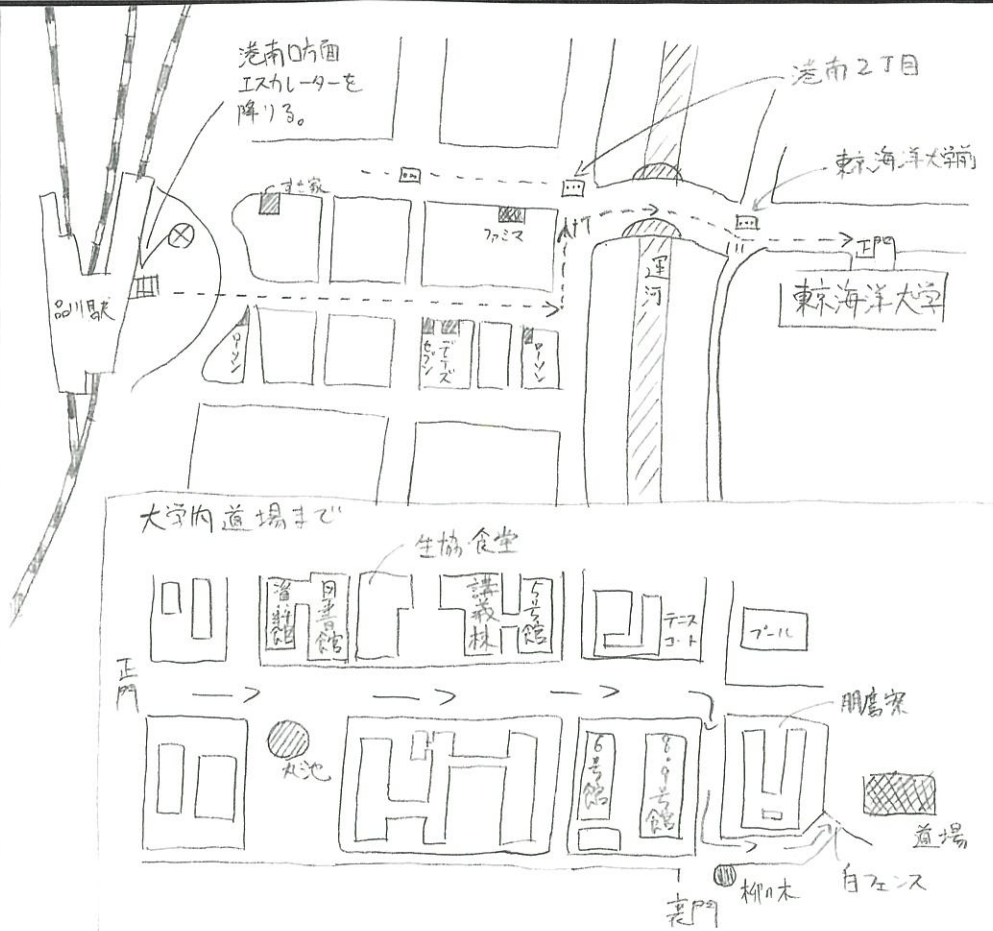 港南口方面
エスカレーターを
降りる。
港南2丁目
東京海洋大学前
すき家
ファミマ
正門
品川駅
運河
東京海洋大学
ローソン
セブン
デニーズ
ローソン
大学内道場まで
生協食堂
資料館
図書館
講義棟
5号館
テニス
コート
プール
正門
朋鷹寮
丸池
6号館
8・9号館
道場
白フェンス
柳の木
裏門